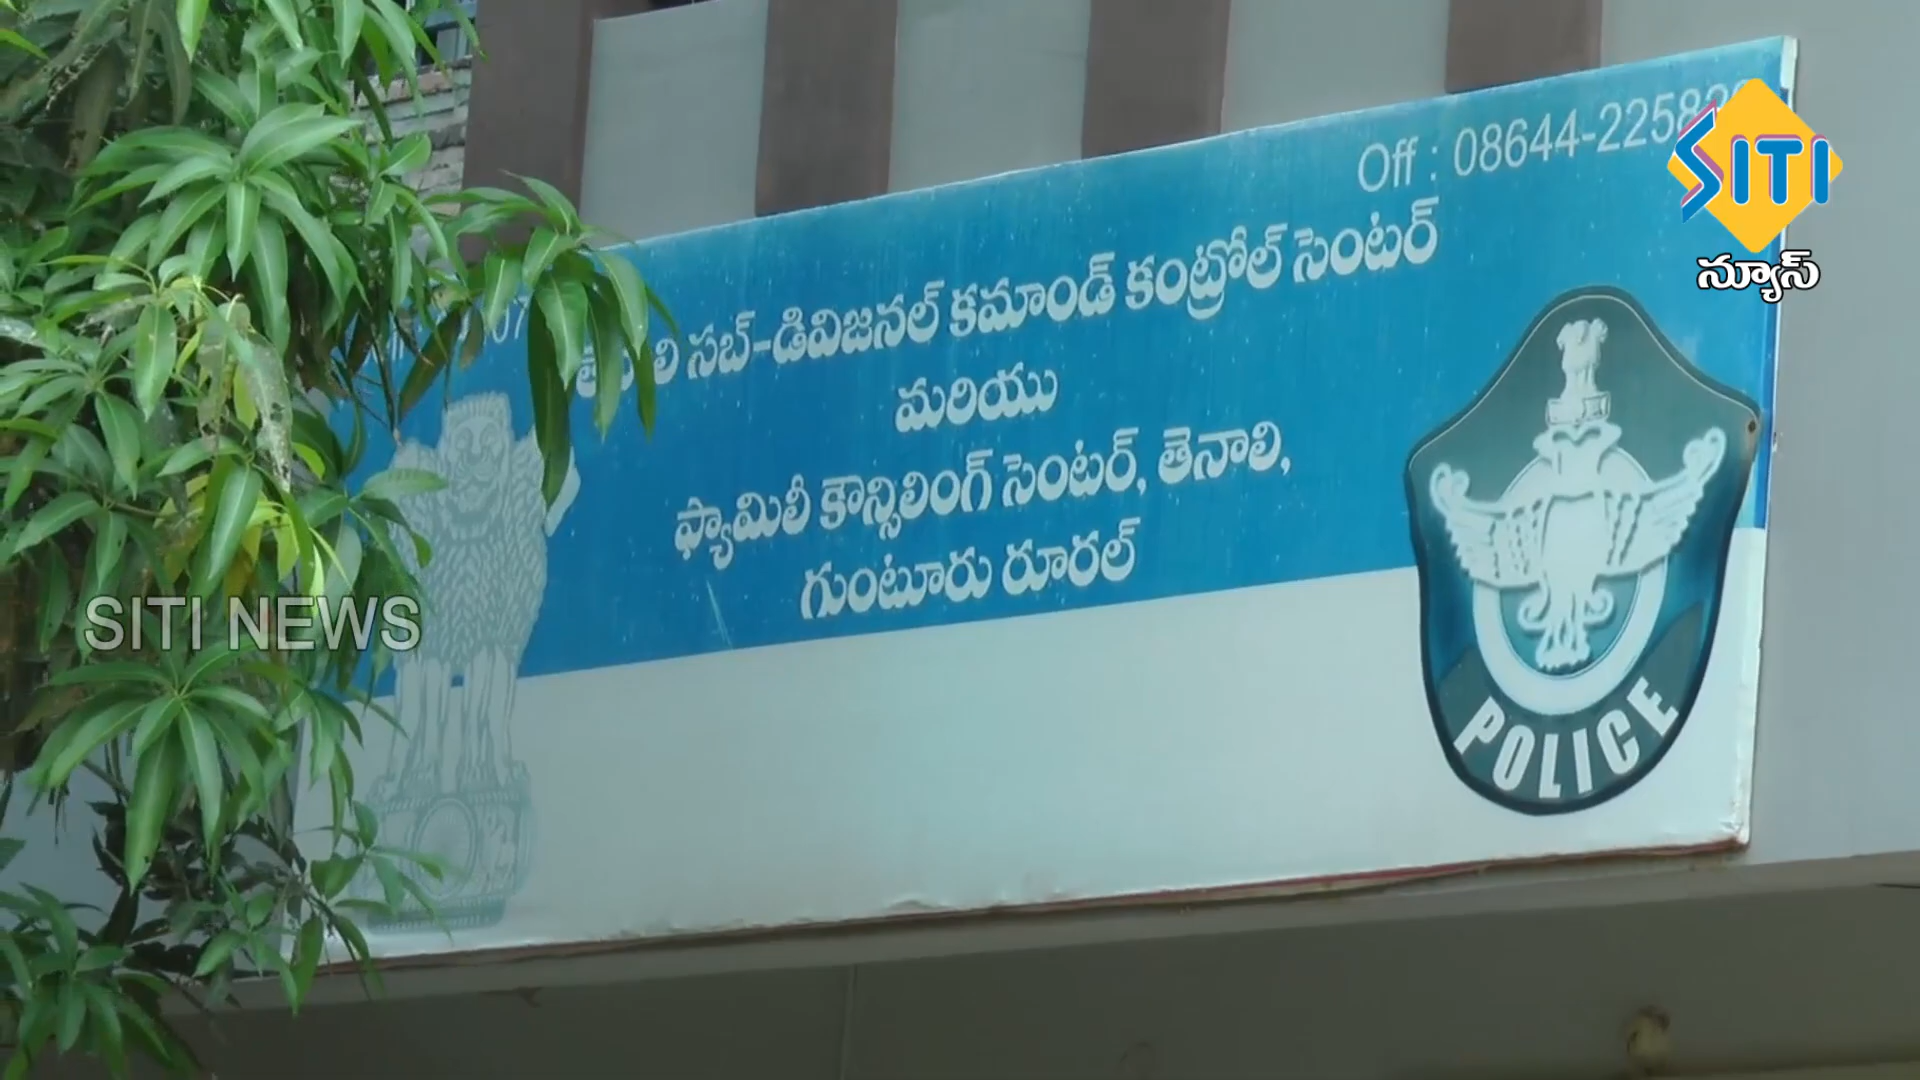 Off : 08644-22582
SITI
న్యూస్
సబ్-డివిజనల్ కమాండ్ కంట్రోల్ సెంటర్
మరియు
ఫ్యామిలీ కౌన్సిలింగ్ సెంటర్, తెనాలి,
గుంటూరు రూరల్
SITI NEWS
POLICE